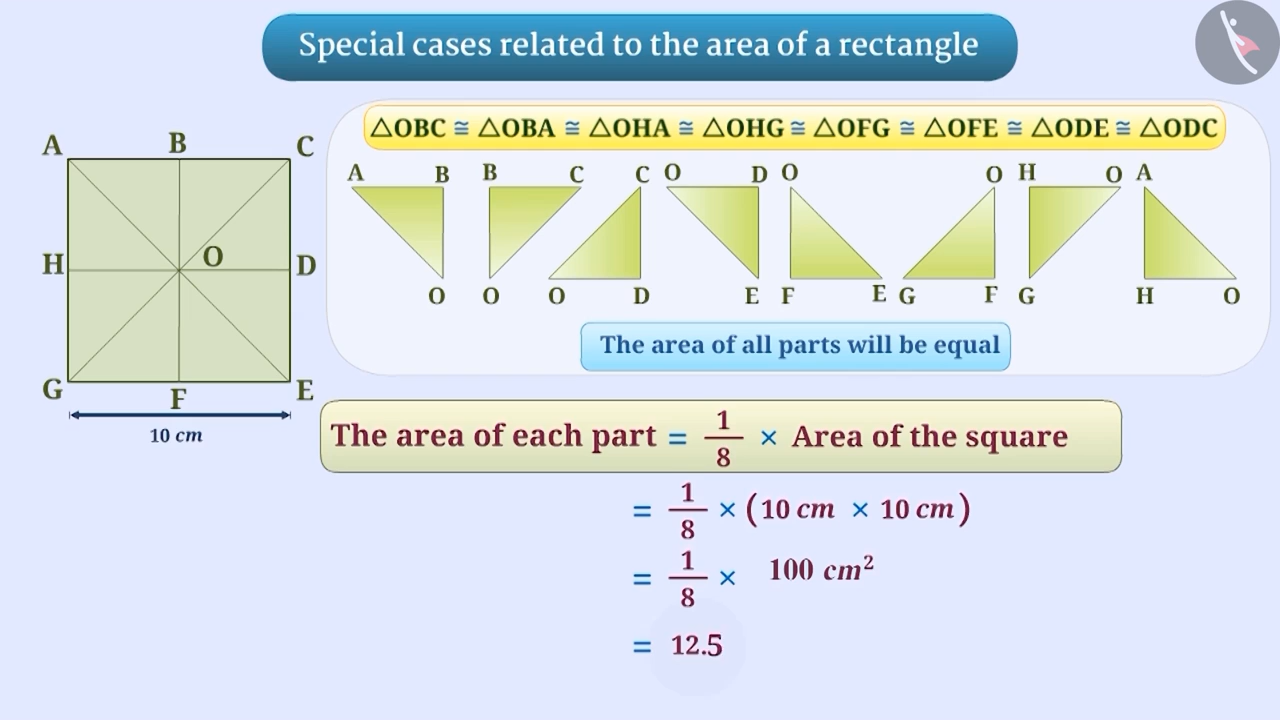 Special cases related to the area of a rectangle
△OBC ≅ △OBA ≅ △OHA ≅ △OHG ≅ △OFG ≅ △OFE ≅ △ODE ≅ △ODC
A B C
H O D
G F E
10 cm
A B B C C O D O O H O A
O O O D E F E G F G H O
The area of all parts will be equal
The area of each part = 1/8 × Area of the square
= 1/8 × (10 cm × 10 cm)
= 1/8 × 100 cm²
= 12.5